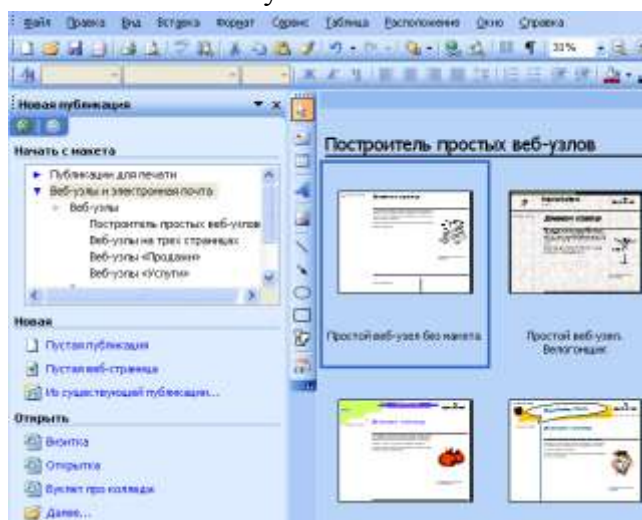 Файл Правка Вид Вставка Формат Сервис Таблица Расположение Окно Справка
31%
Новая публикация
Начать с макета
Публикации для печати
Веб-узлы и электронная почта
Веб-узлы
Построитель простых веб-узлов
Веб-узлы на трех страницах
Веб-узлы «Продажи»
Веб-узлы «Услуги»
Новая
Пустая публикация
Пустая веб-страница
Из существующей публикации...
Открыть
Визитка
Открытка
Буклет про колледж
Далее...
Построитель простых веб-узлов
Простой веб-узел без макета
Простой веб-узел.
Велогонщик